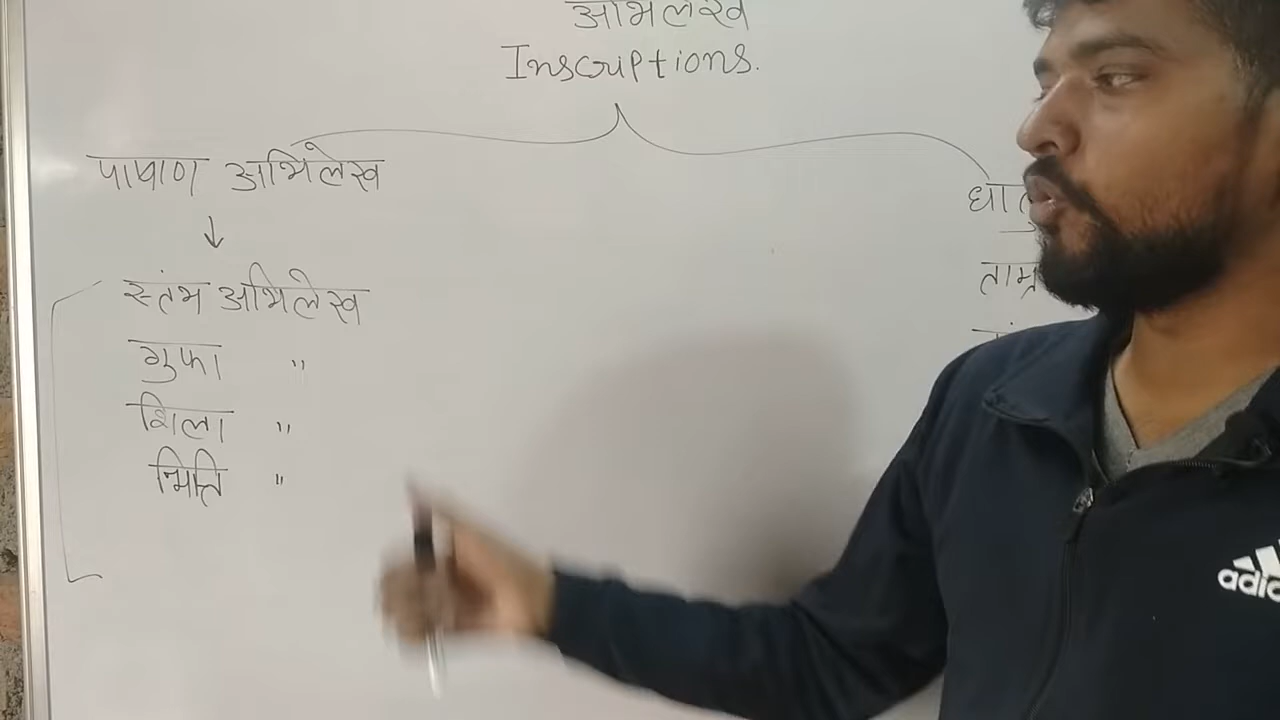 अभिलेख
Inscriptions.
पाषाण अभिलेख
स्तंभ अभिलेख
गुफा "
शिला "
भित्ति "